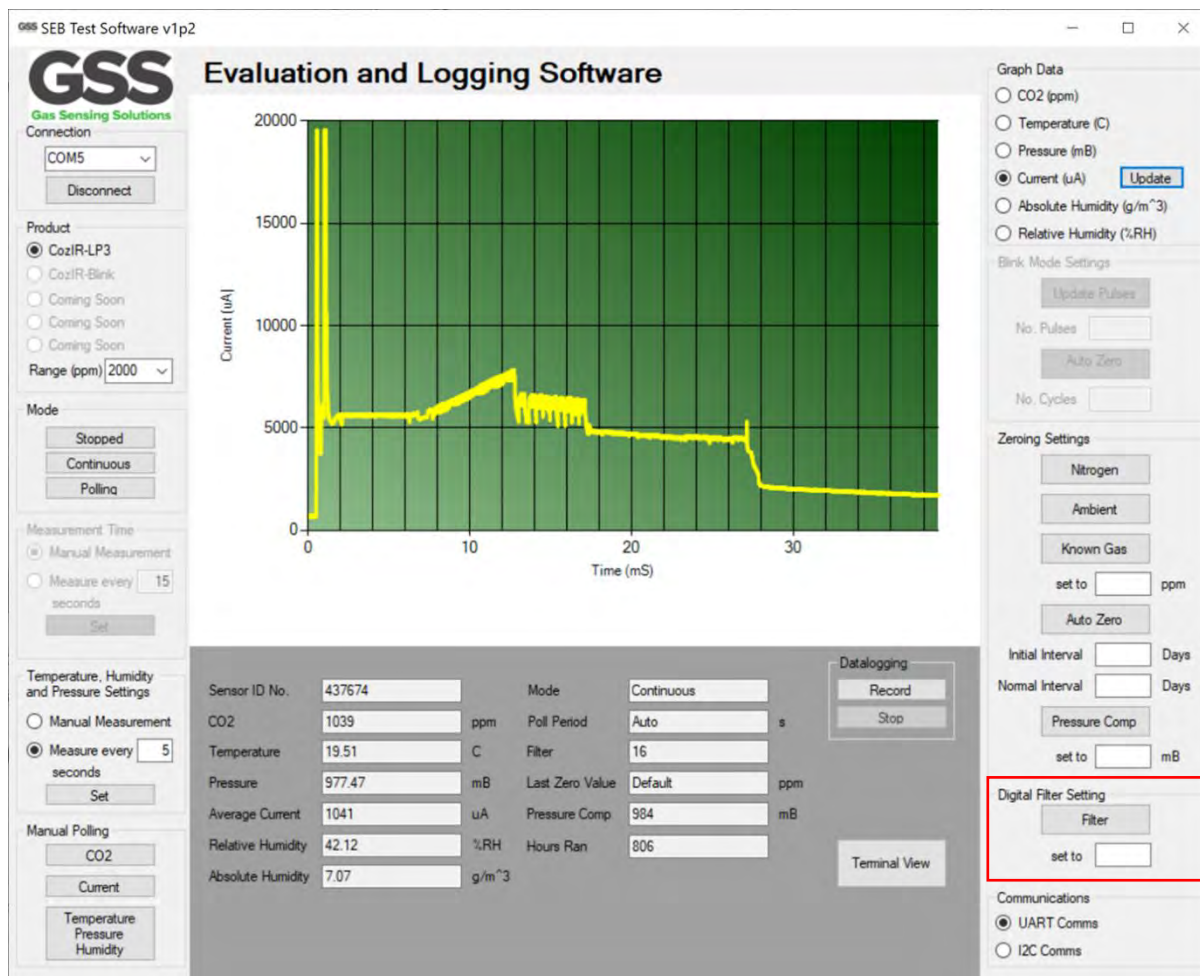 GSS SEB Test Software v1p2
GSS
Gas Sensing Solutions
Evaluation and Logging Software
Connection
COM5
Disconnect
Product
CozIR-LP3
CozIR-Blink
Coming Soon
Coming Soon
Coming Soon
Range (ppm) 2000
Mode
Stopped
Continuous
Polling
Measurement Time
Manual Measurement
Measure every 15
seconds
Set
Temperature, Humidity
and Pressure Settings
Manual Measurement
Measure every 5
seconds
Set
Manual Polling
CO2
Current
Temperature
Pressure
Humidity
20000
15000
10000
5000
0
Current (uA)
0 10 20 30
Time (mS)
Sensor ID No. 437674
CO2 1039 ppm
Temperature 19.51 C
Pressure 977.47 mB
Average Current 1041 uA
Relative Humidity 42.12 %RH
Absolute Humidity 7.07 g/m^3
Mode Continuous
Poll Period Auto s
Filter 16
Last Zero Value Default ppm
Pressure Comp 984 mB
Hours Ran 806
Datalogging
Record
Stop
Terminal View
Graph Data
CO2 (ppm)
Temperature (C)
Pressure (mB)
Current (uA) Update
Absolute Humidity (g/m^3)
Relative Humidity (%RH)
Blink Mode Settings
Update Pulses
No. Pulses
Auto Zero
No. Cycles
Zeroing Settings
Nitrogen
Ambient
Known Gas
set to ppm
Auto Zero
Initial Interval Days
Normal Interval Days
Pressure Comp
set to mB
Digital Filter Setting
Filter
set to
Communications
UART Comms
I2C Comms